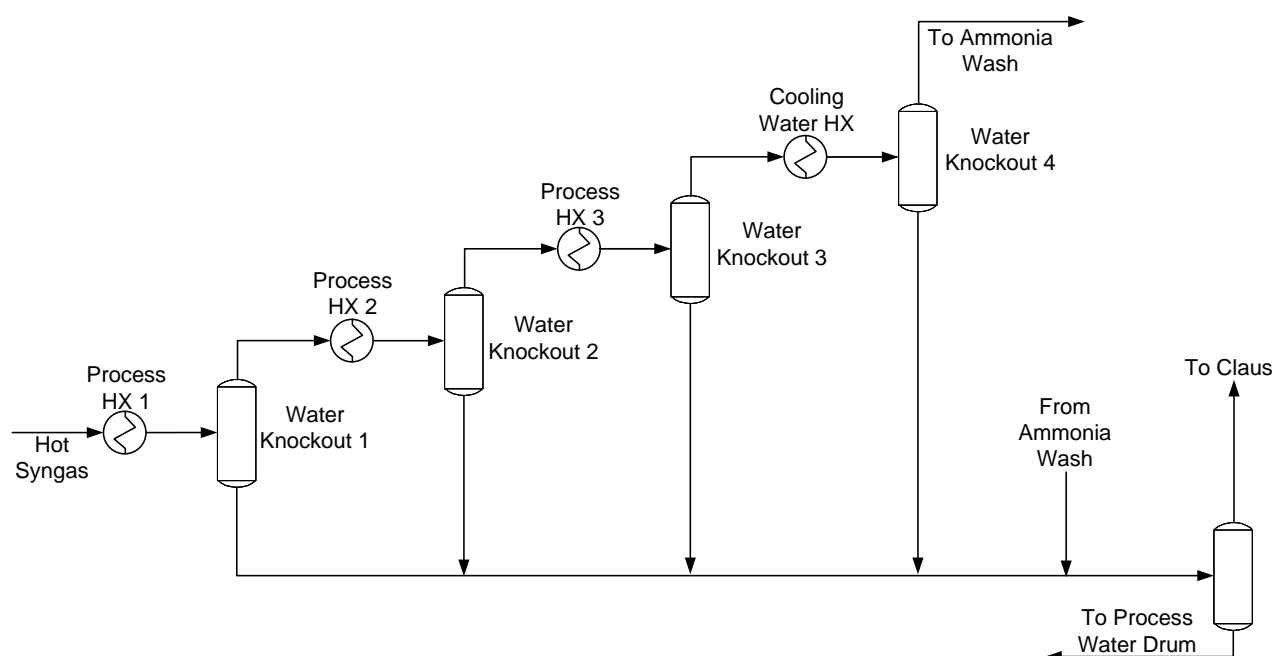 To Ammonia
Wash
Cooling
Water HX
Water
Knockout 4
Process
HX 3
Water
Knockout 3
Process
HX 2
Water
Knockout 2
Process
HX 1
Water
Knockout 1
Hot
Syngas
To Claus
From
Ammonia
Wash
To Process
Water Drum